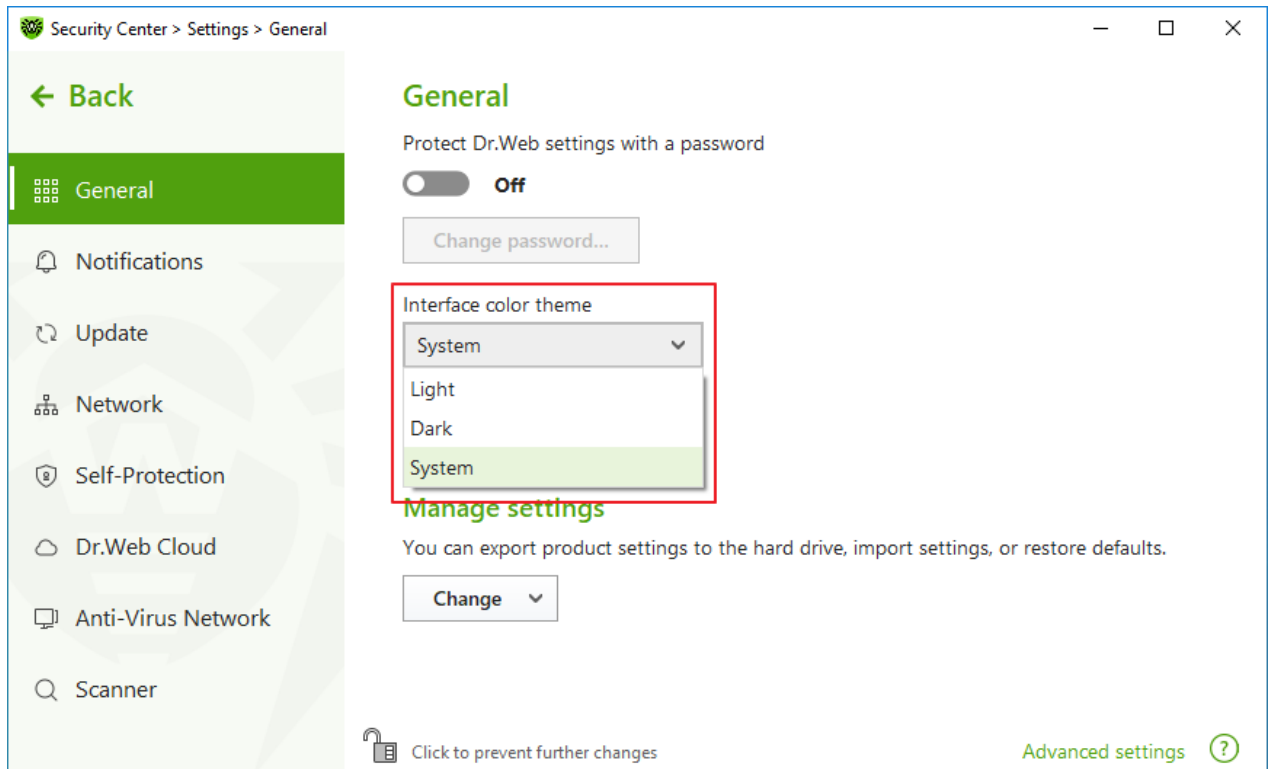 Security Center > Settings > General
Back
General
Notifications
Update
Network
Self-Protection
Dr.Web Cloud
Anti-Virus Network
Scanner
General
Protect Dr.Web settings with a password
Off
Change password...
Interface color theme
System
Light
Dark
System
Manage settings
You can export product settings to the hard drive, import settings, or restore defaults.
Change
Click to prevent further changes
Advanced settings
?